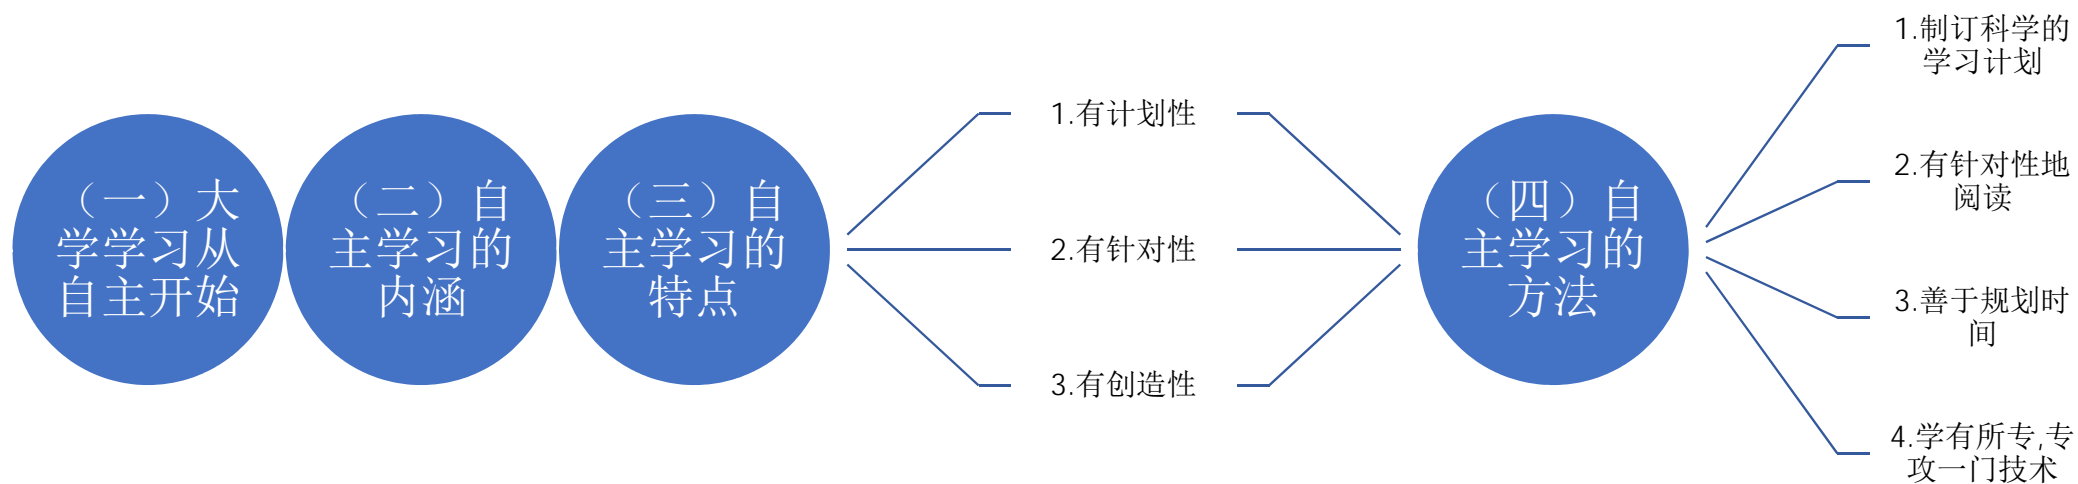 （一）大
学学习从
自主开始
（二）自
主学习的
内涵
（三）自
主学习的
特点
1.有计划性
2.有针对性
3.有创造性
（四）自
主学习的
方法
1.制订科学的
学习计划
2.有针对性地
阅读
3.善于规划时
间
4.学有所专,专
攻一门技术